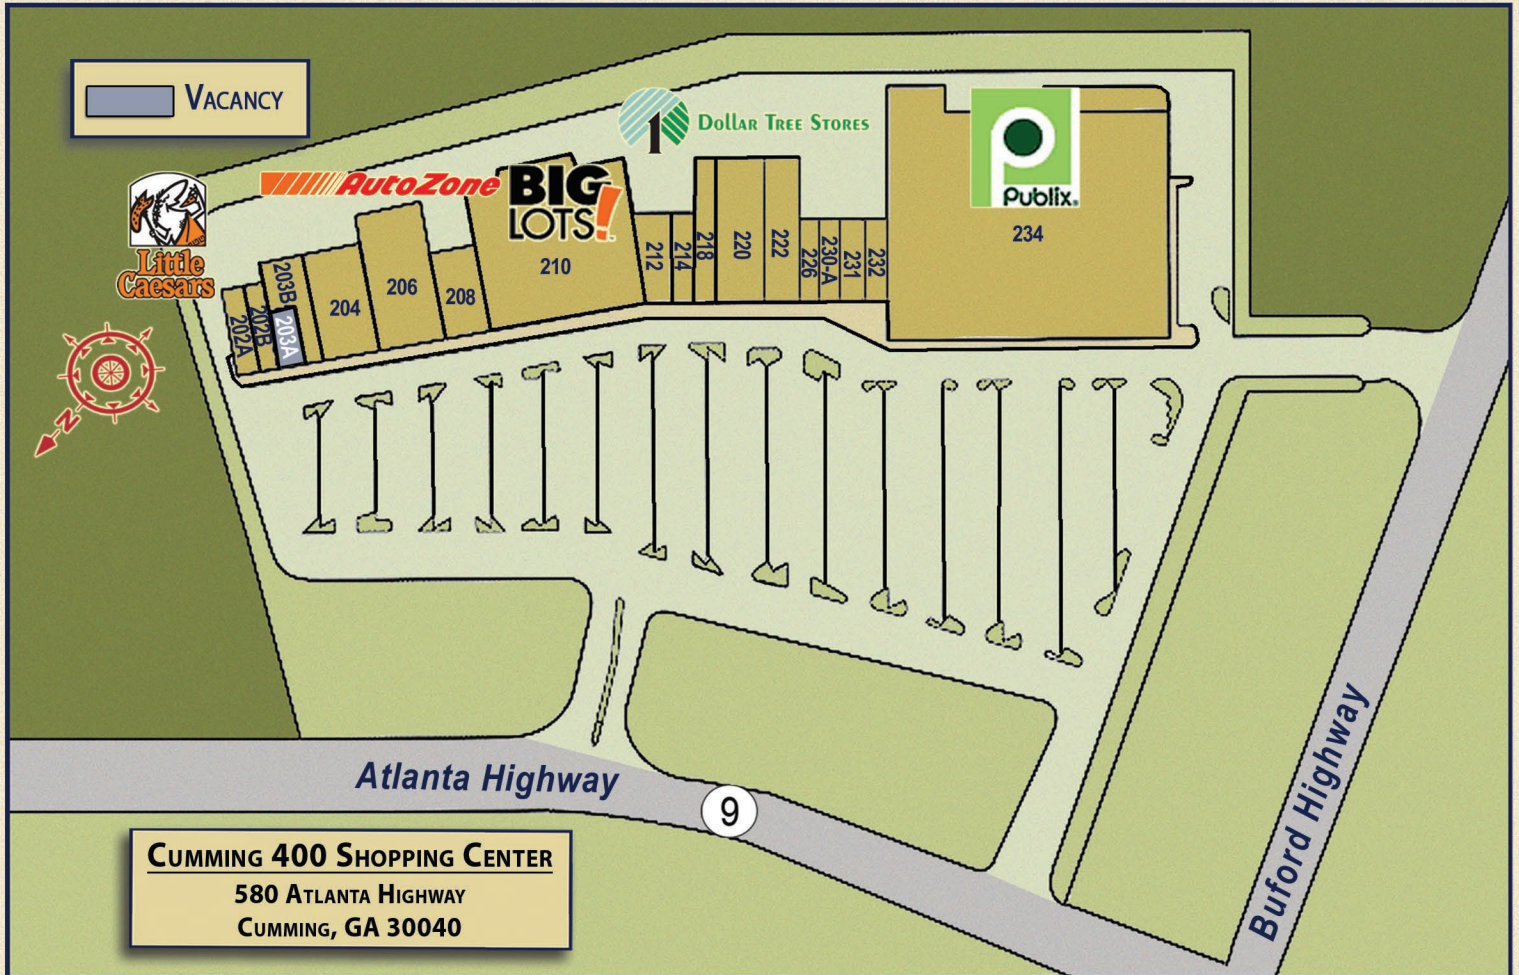 VACANCY
1 DOLLAR TREE STORES
Publix.
AutoZone
BIG
LOTS!
Little
Caesars
234
210
212
214
218
220
222
226
230-A
231
232
202A
202B
203B
203A
204
206
208
N
Atlanta Highway
9
Buford Highway
CUMMING 400 SHOPPING CENTER
580 ATLANTA HIGHWAY
CUMMING, GA 30040